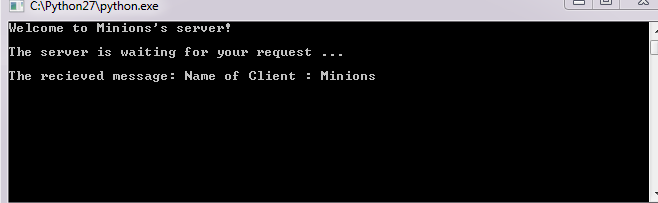 C:\Python27\python.exe
Welcome to Minions's server!
The server is waiting for your request ...
The recieved message: Name of Client : Minions